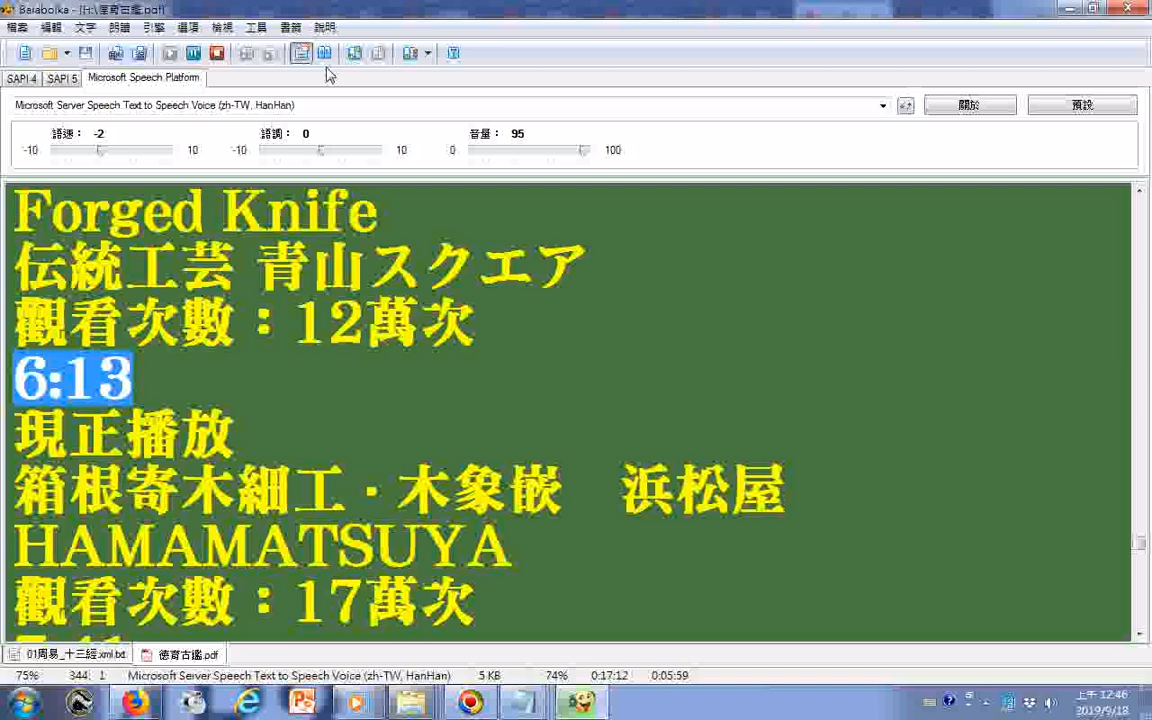 Balabolka - [H:\德育古鑑.pdf]
檔案 編輯 文字 朗讀 引擎 選項 檢視 工具 書籤 說明
SAPI 4 SAPI 5 Microsoft Speech Platform
Microsoft Server Speech Text to Speech Voice (zh-TW, HanHan) 關於 預設
語速： -2 語調： 0 音量： 95
-10 10 -10 10 0 100
Forged Knife
伝統工芸 青山スクエア
觀看次數：12萬次
6:13
現正播放
箱根寄木細工・木象嵌　浜松屋
HAMAMATSUYA
觀看次數：17萬次
01周易_十三經.xml.txt 德育古鑑.pdf
75% 344: 1 Microsoft Server Speech Text to Speech Voice (zh-TW, HanHan) 5 KB 74% 0:17:12 0:05:59
上午 12:46
2019/9/18